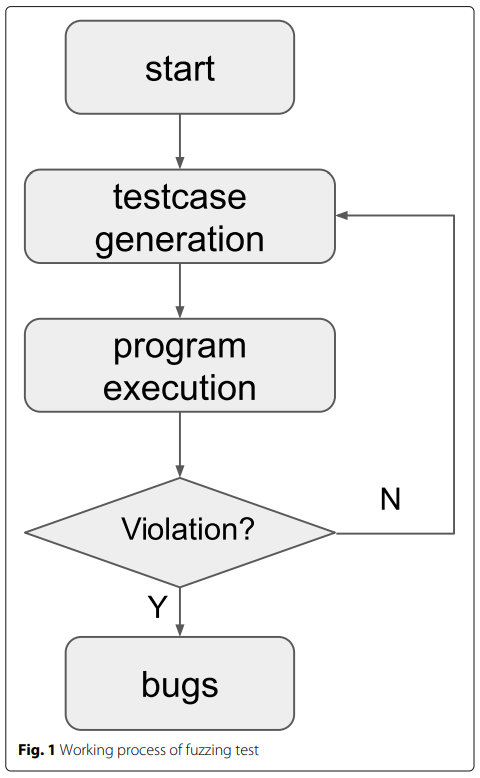 start
testcase
generation
program
execution
Violation?
N
Y
bugs
Fig. 1 Working process of fuzzing test